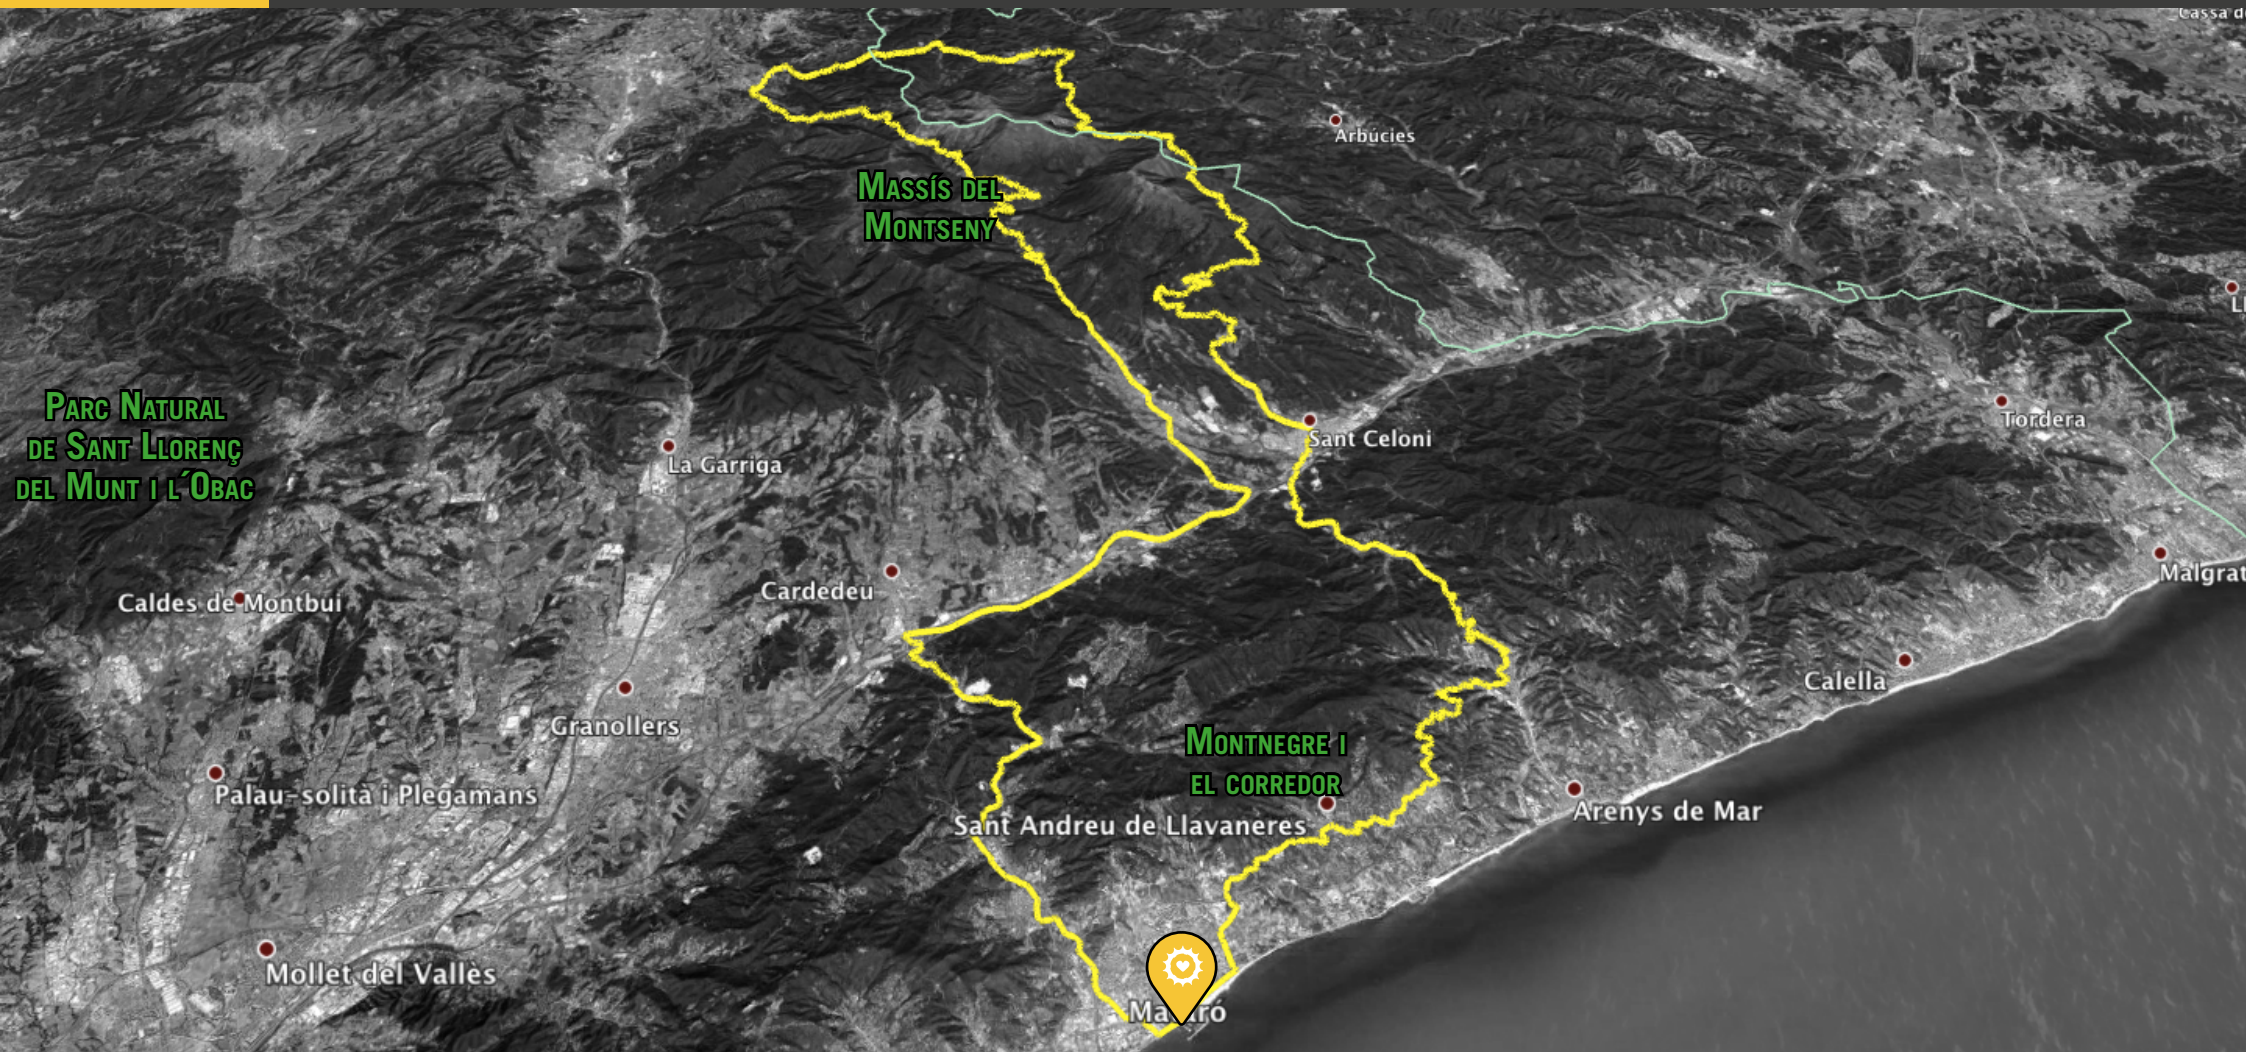 Cassa d
Arbúcies
Massís del
Montseny
Ll
Parc Natural
de Sant Llorenç
del Munt i l´Obac
Tordera
Sant Celoni
La Garriga
Malgrat
Cardedeu
Caldes de Montbui
Calella
Granollers
Montnegre i
el corredor
Palau-solità i Plegamans
Arenys de Mar
Sant Andreu de Llavaneres
Mollet del Vallès